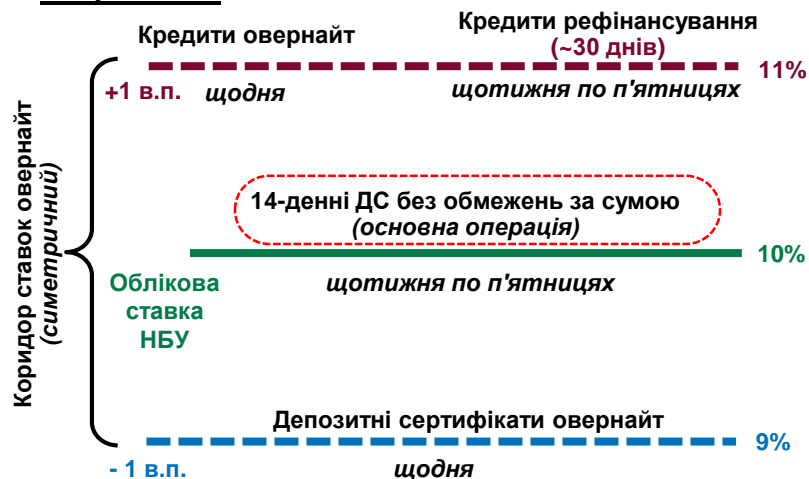 Кредити овернайт
Кредити рефінансування
(~30 днів)
11%
+1 в.п.
щодня
щотижня по п'ятницях
Коридор ставок овернайт
(симетричний)
14-денні ДС без обмежень за сумою
(основна операція)
10%
Облікова
ставка
НБУ
щотижня по п'ятницях
Депозитні сертифікати овернайт
9%
- 1 в.п.
щодня